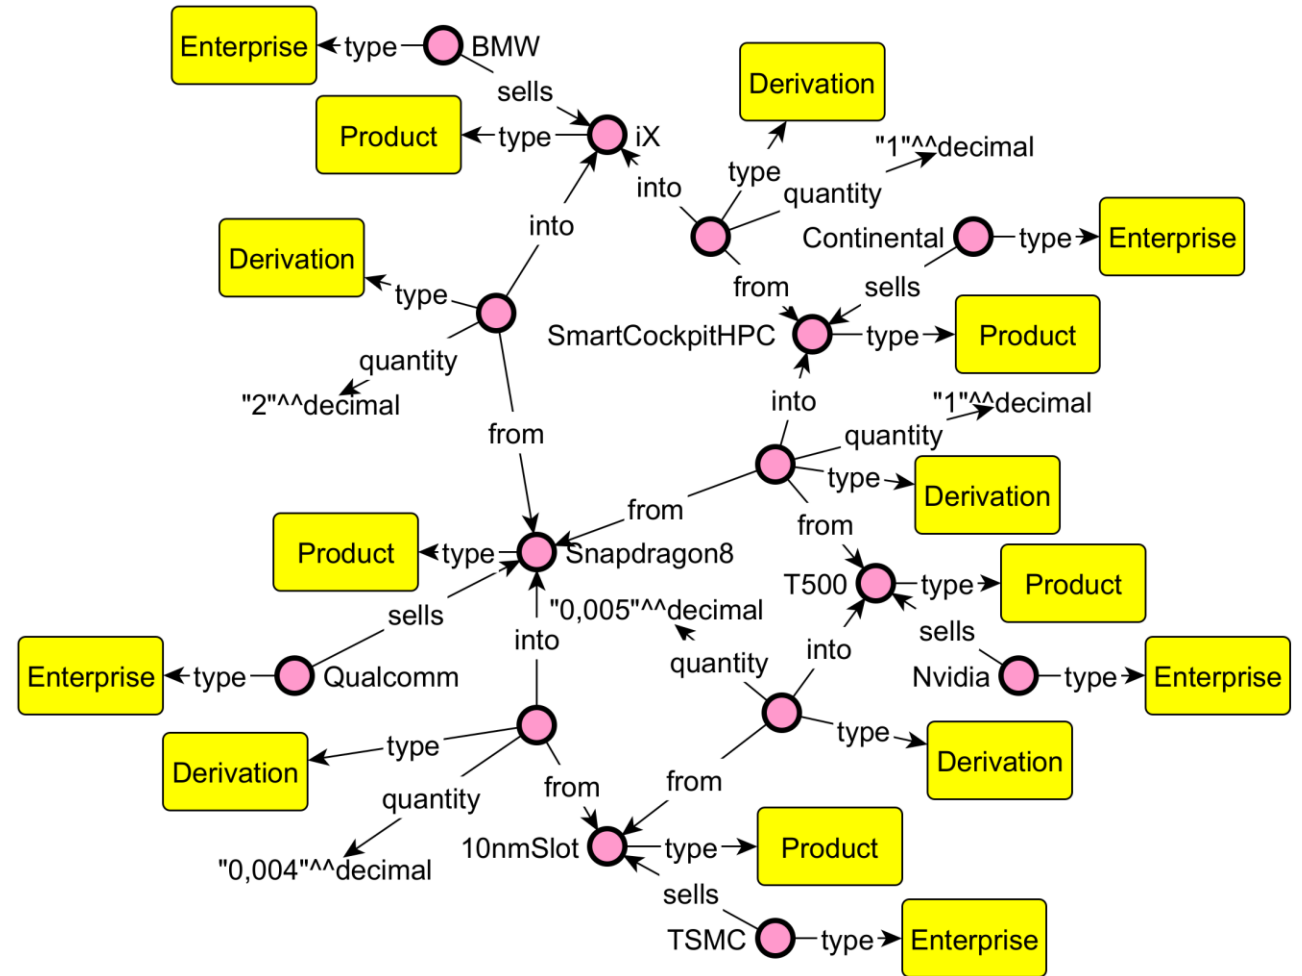 Enterprise
type
BMW
sells
Product
type
iX
Derivation
"1"^^decimal
type
quantity
into
into
Derivation
type
quantity
"2"^^decimal
from
Continental
type
Enterprise
from
sells
SmartCockpitHPC
type
Product
into
"1"^^decimal
quantity
type
Derivation
from
from
Product
type
Snapdragon8
T500
type
Product
sells
"0,005"^^decimal
into
quantity
into
sells
Enterprise
type
Qualcomm
Nvidia
type
Enterprise
Derivation
type
quantity
from
from
type
Derivation
"0,004"^^decimal
10nmSlot
type
Product
sells
TSMC
type
Enterprise